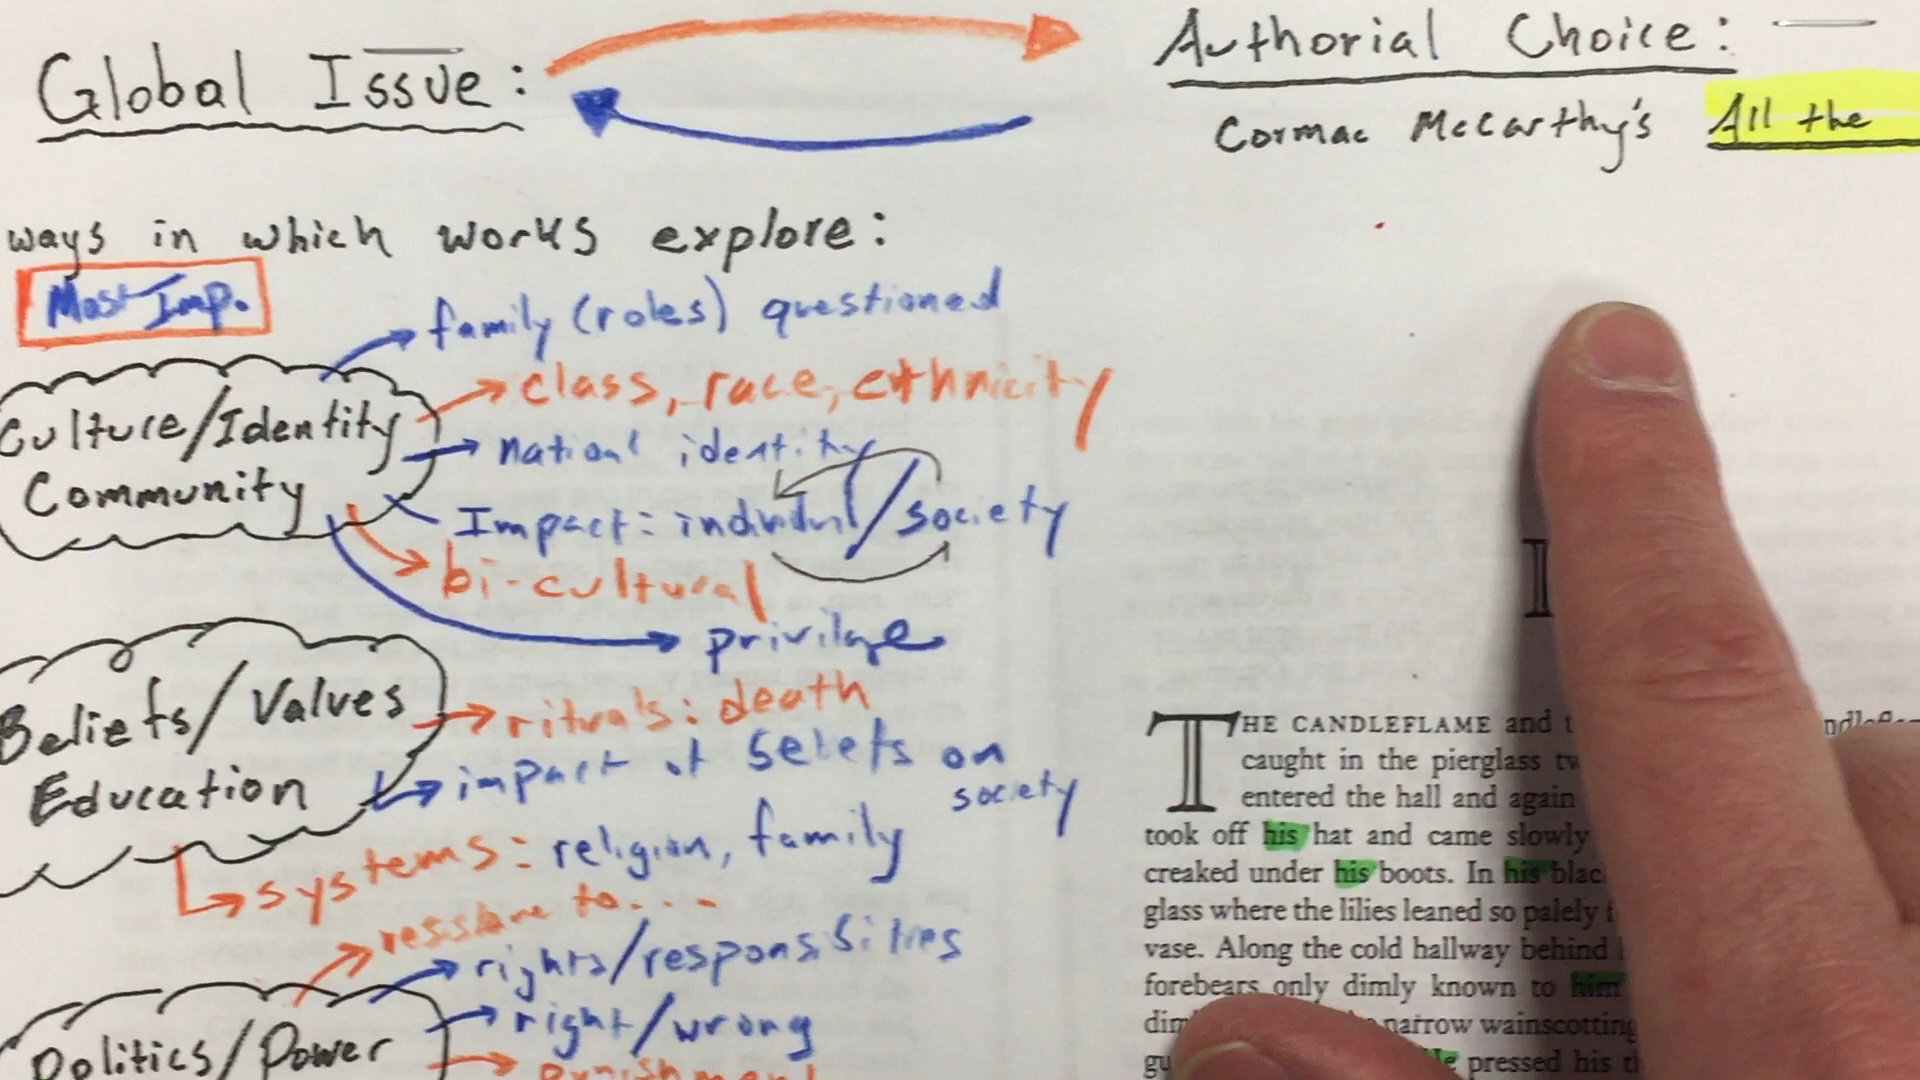 Global Issue:
Authorial Choice:
Cormac McCarthy's All the
ways in which works explore:
Most Imp.
family (roles) questioned
class, race, ethnicity
Culture/Identity
Community
national identity
Impact: individul/society
bi-cultural
privilge
Beliefs/Values
Education
rituals: death
impact of beliefs on
society
systems: religion, family
to...
rights/responsibilities
right/wrong
Politics/Power
punishment
I
THE CANDLEFLAME and t
caught in the pierglass tw
entered the hall and again
took off his hat and came slowly
creaked under his boots. In his blac
glass where the lilies leaned so palely f
vase. Along the cold hallway behind
forebears only dimly known to him
narrow wainscotting
He pressed his th